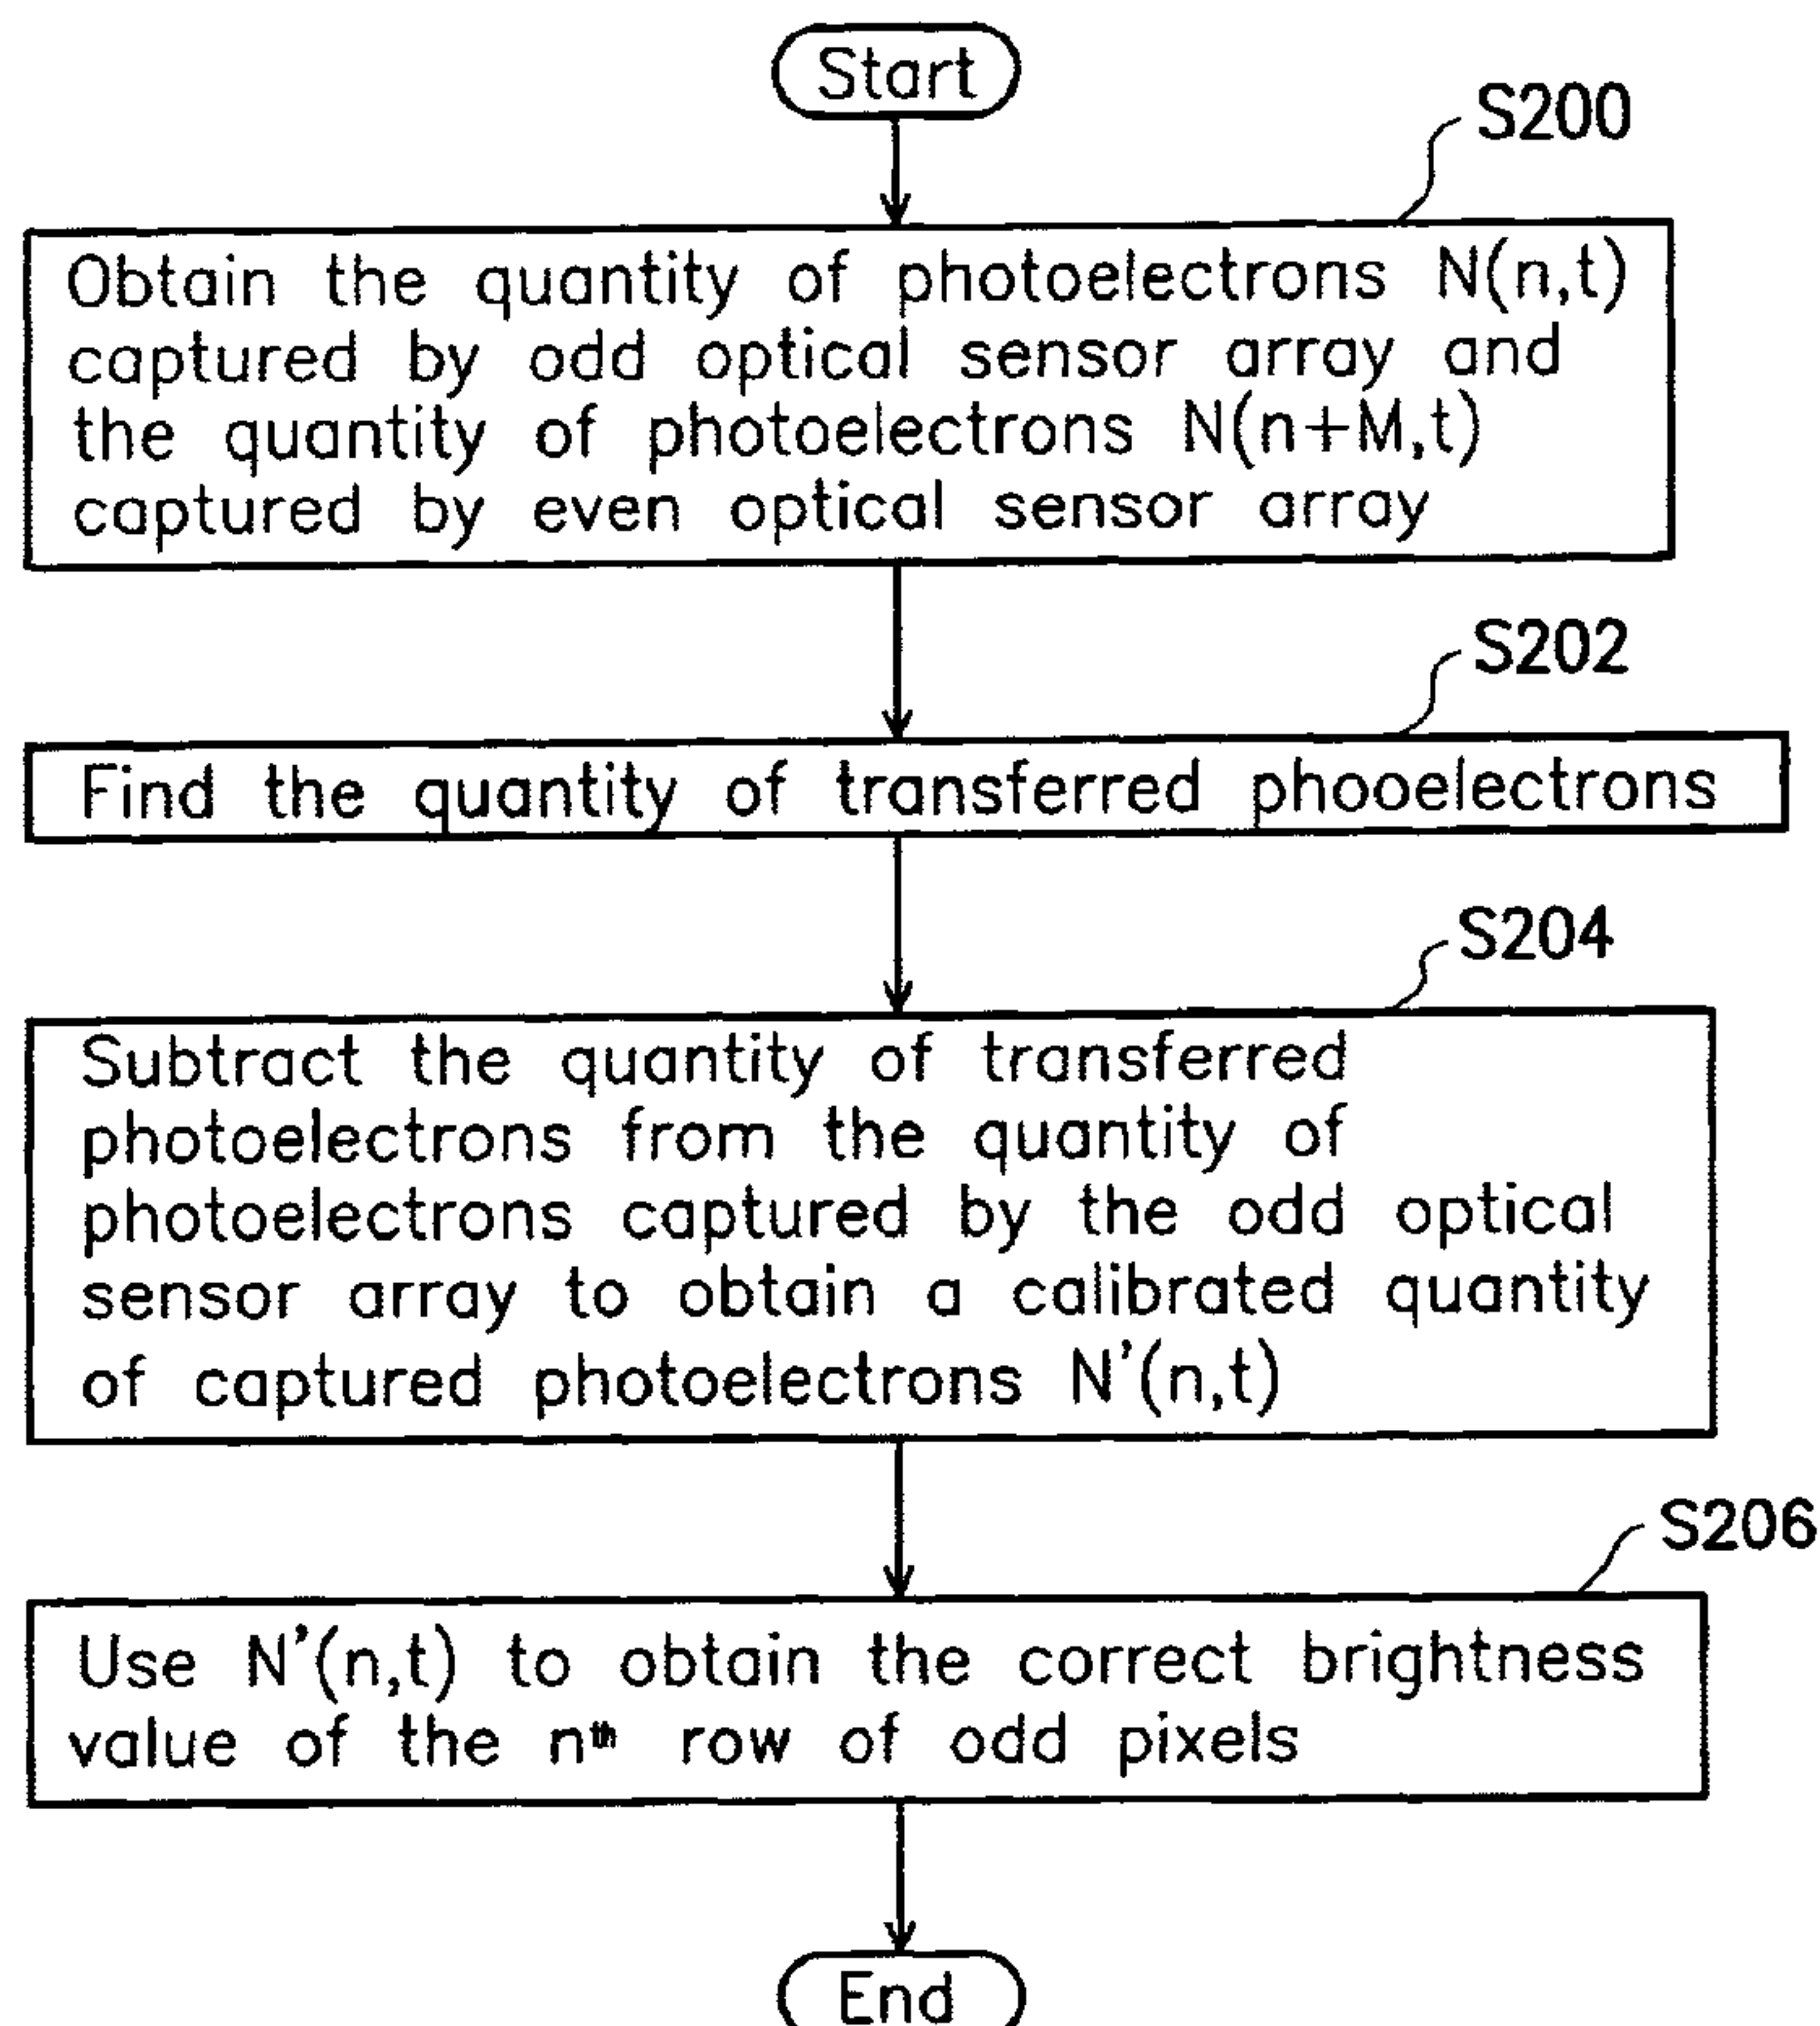 Start
S200
Obtain the quantity of photoelectrons N(n,t)
captured by odd optical sensor array and
the quantity of photoelectrons N(n+M,t)
captured by even optical sensor array
S202
Find the quantity of transferred phooelectrons
S204
Subtract the quantity of transferred
photoelectrons from the quantity of
photoelectrons captured by the odd optical
sensor array to obtain a calibrated quantity
of captured photoelectrons N'(n,t)
S206
Use N'(n,t) to obtain the correct brightness
value of the nth row of odd pixels
End